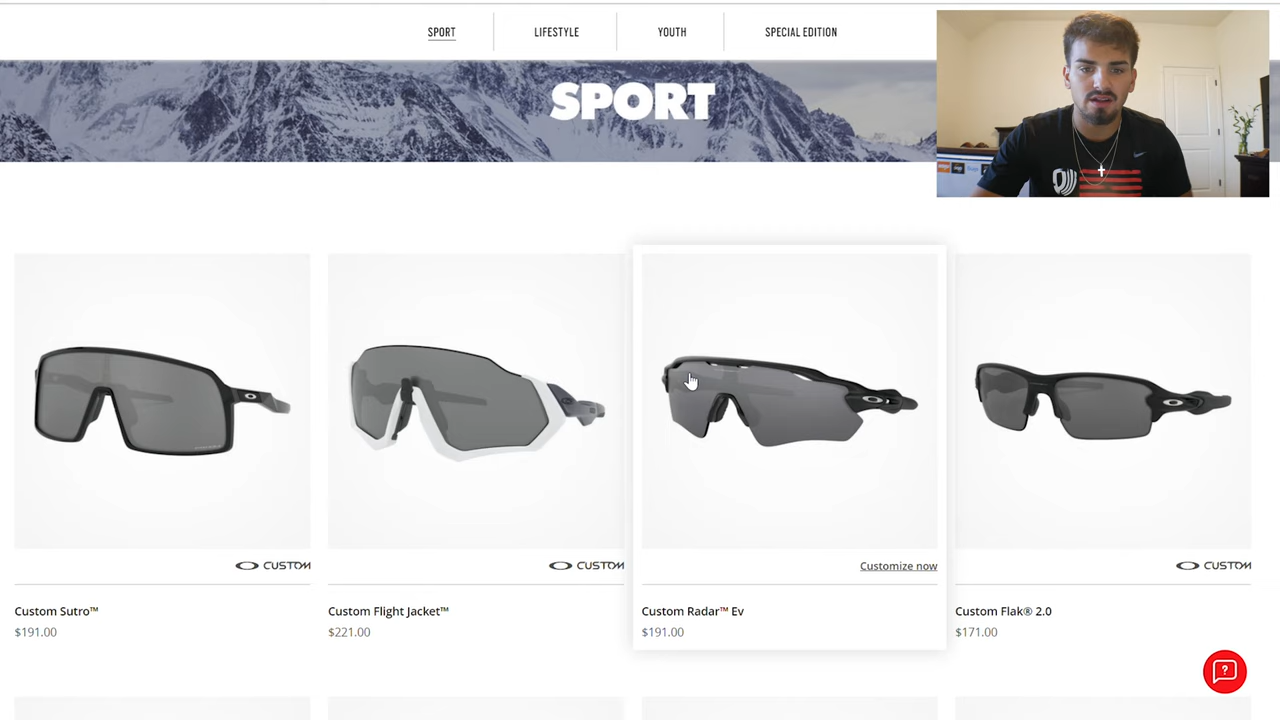 SPORT
LIFESTYLE
YOUTH
SPECIAL EDITION
SPORT
CUSTOM
CUSTOM
Customize now
CUSTOM
Custom Sutro™
Custom Flight Jacket™
Custom Radar™ Ev
Custom Flak® 2.0
$191.00
$221.00
$191.00
$171.00
?